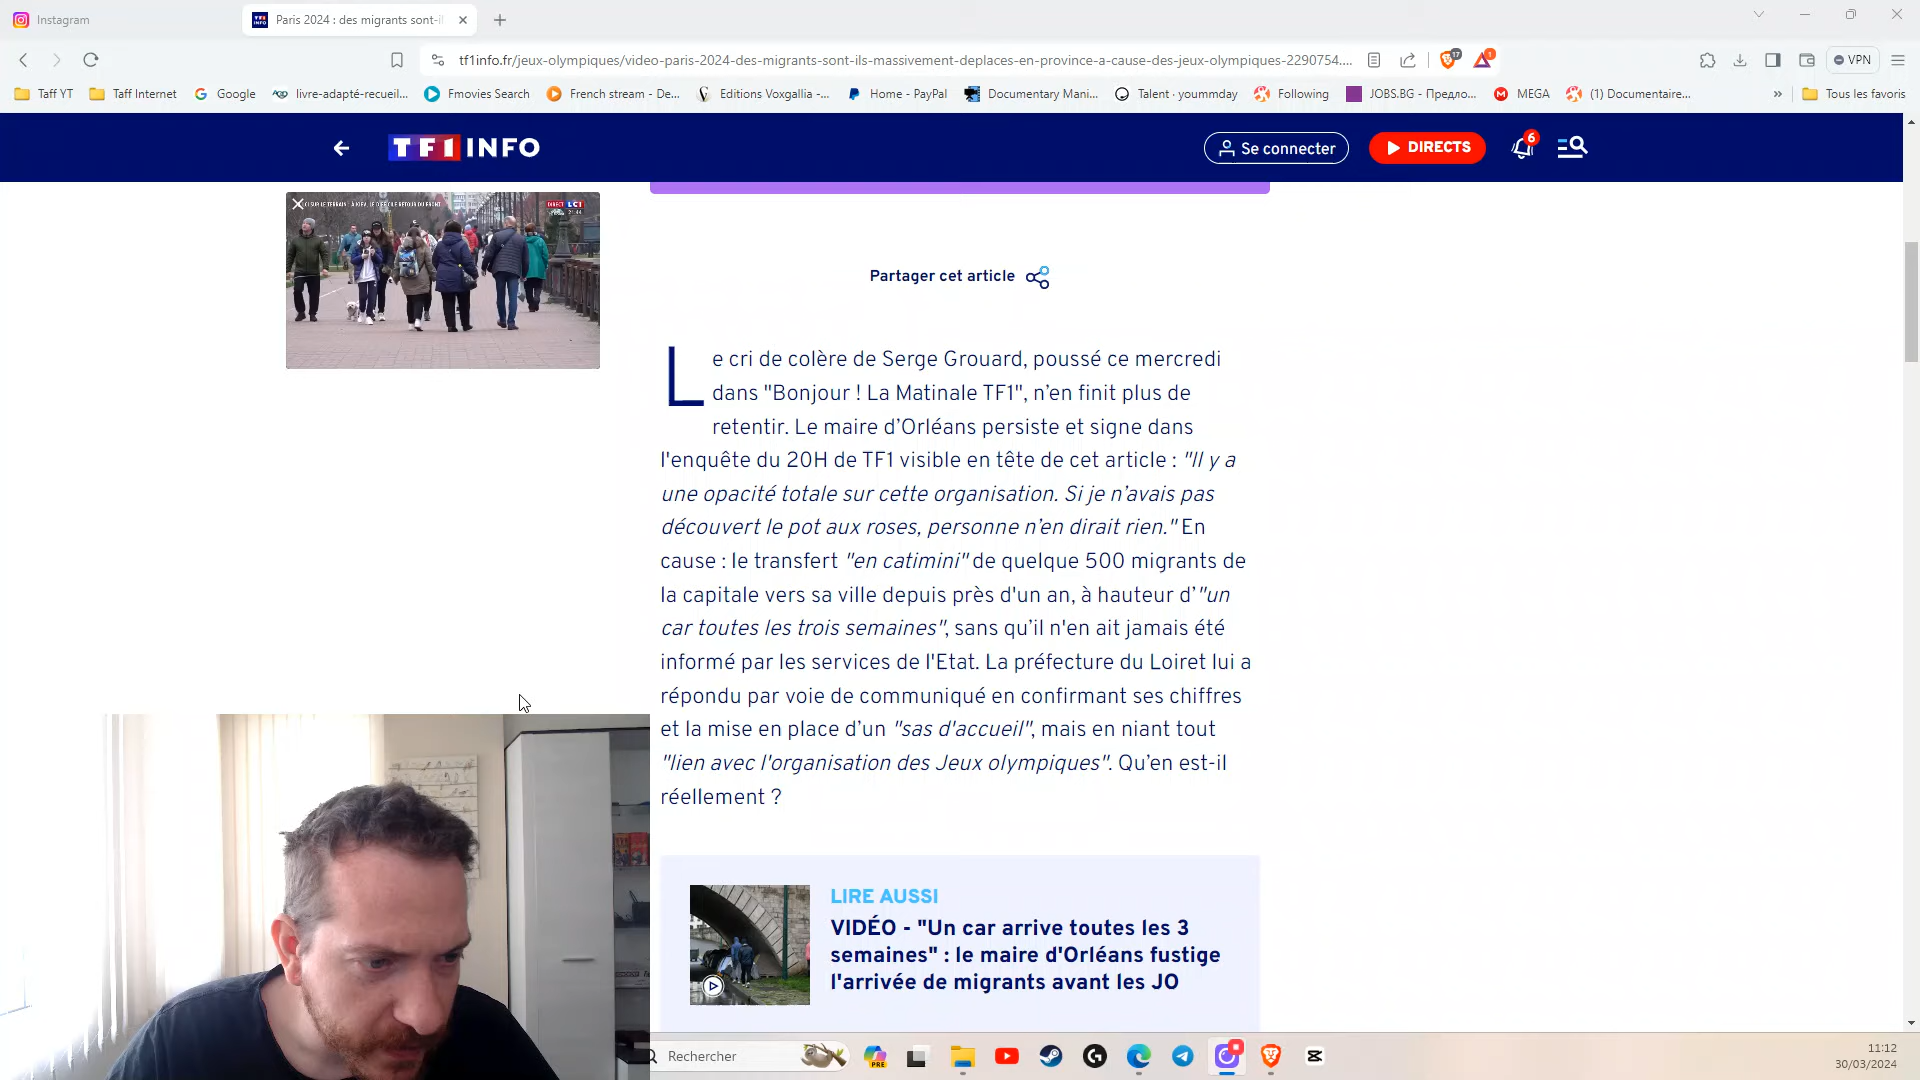 Instagram
Paris 2024 : des migrants sont-il
tf1info.fr/jeux-olympiques/video-paris-2024-des-migrants-sont-ils-massivement-deplaces-en-province-a-cause-des-jeux-olympiques-2290754....
17
1
VPN
Taff YT
Taff Internet
Google
livre-adapté-recueil...
Fmovies Search
French stream - De...
Editions Voxgallia -...
Home - PayPal
Documentary Mani...
Talent · yoummday
Following
JOBS.BG - Предло...
MEGA
(1) Documentaire...
»
Tous les favoris
TF1 INFO
Se connecter
DIRECTS
6
DIRECT LCI
Partager cet article
Le cri de colère de Serge Grouard, poussé ce mercredi
dans "Bonjour ! La Matinale TF1", n'en finit plus de
retentir. Le maire d'Orléans persiste et signe dans
l'enquête du 20H de TF1 visible en tête de cet article : "Il y a
une opacité totale sur cette organisation. Si je n'avais pas
découvert le pot aux roses, personne n'en dirait rien." En
cause : le transfert "en catimini" de quelque 500 migrants de
la capitale vers sa ville depuis près d'un an, à hauteur d'"un
car toutes les trois semaines", sans qu'il n'en ait jamais été
informé par les services de l'Etat. La préfecture du Loiret lui a
répondu par voie de communiqué en confirmant ses chiffres
et la mise en place d'un "sas d'accueil", mais en niant tout
"lien avec l'organisation des Jeux olympiques". Qu'en est-il
réellement ?
LIRE AUSSI
VIDÉO - "Un car arrive toutes les 3
semaines" : le maire d'Orléans fustige
l'arrivée de migrants avant les JO
Rechercher
PRE
11:12
30/03/2024